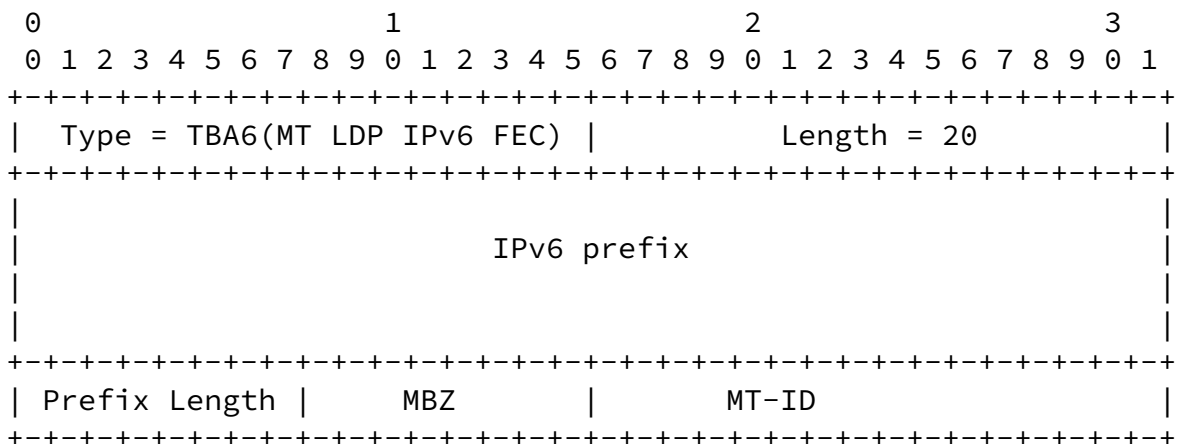 0                   1                   2                   3
0 1 2 3 4 5 6 7 8 9 0 1 2 3 4 5 6 7 8 9 0 1 2 3 4 5 6 7 8 9 0 1
+-+-+-+-+-+-+-+-+-+-+-+-+-+-+-+-+-+-+-+-+-+-+-+-+-+-+-+-+-+-+-+-+
|  Type = TBA6(MT LDP IPv6 FEC) |          Length = 20          |
+-+-+-+-+-+-+-+-+-+-+-+-+-+-+-+-+-+-+-+-+-+-+-+-+-+-+-+-+-+-+-+-+
|                                                               |
|                          IPv6 prefix                          |
|                                                               |
|                                                               |
+-+-+-+-+-+-+-+-+-+-+-+-+-+-+-+-+-+-+-+-+-+-+-+-+-+-+-+-+-+-+-+-+
| Prefix Length |     MBZ       |       MT-ID                   |
+-+-+-+-+-+-+-+-+-+-+-+-+-+-+-+-+-+-+-+-+-+-+-+-+-+-+-+-+-+-+-+-+